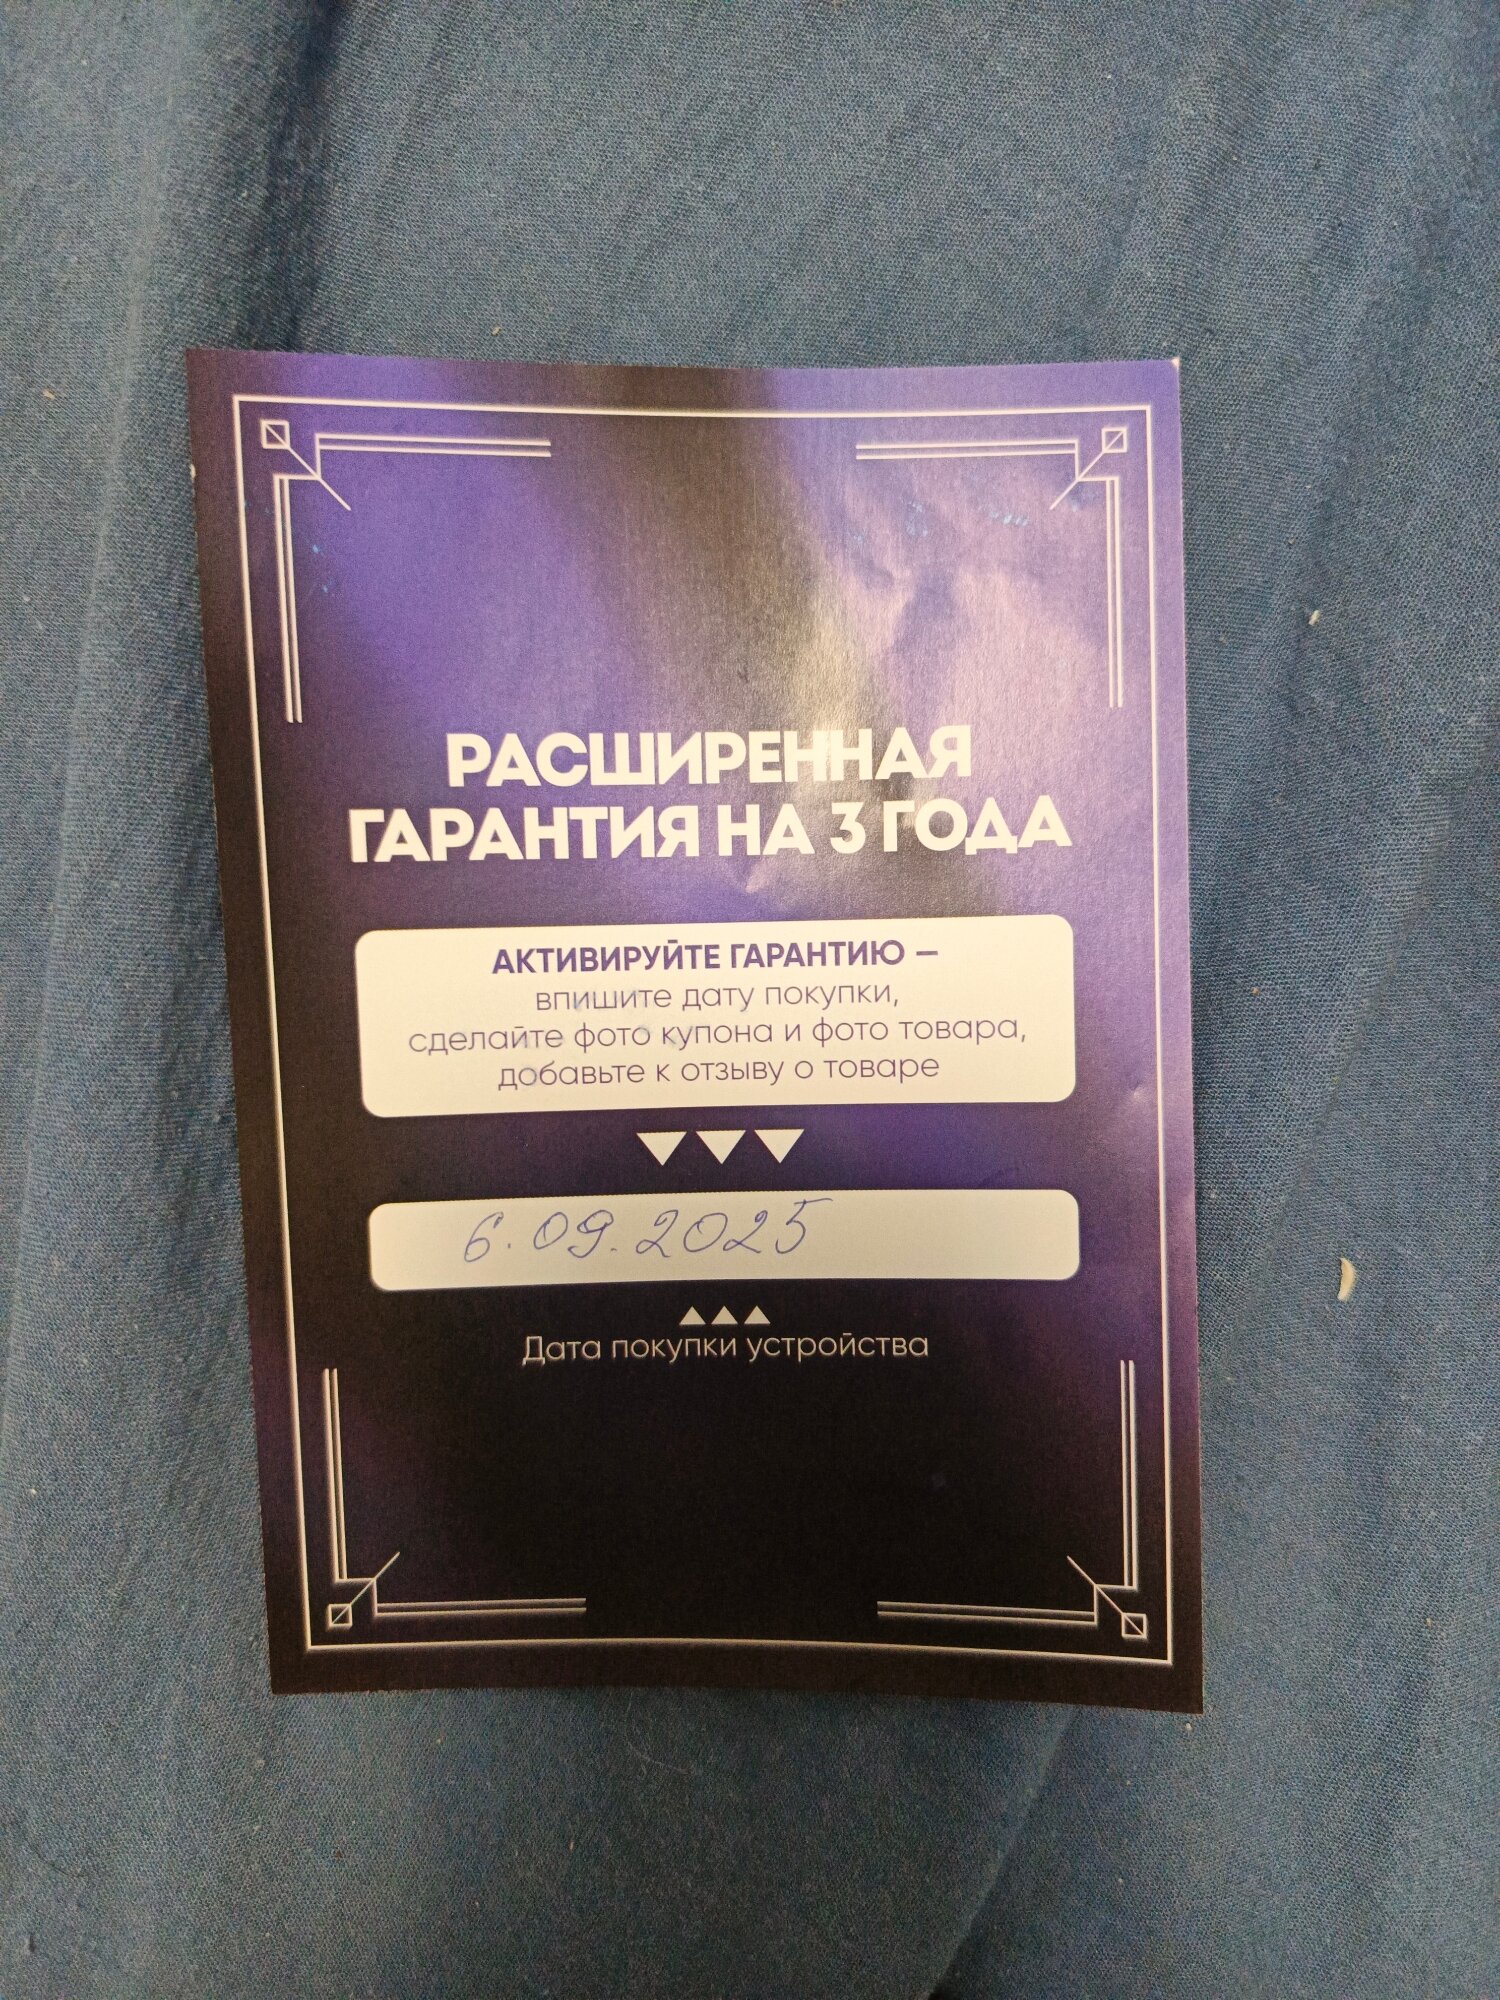 РАСШИРЕННАЯ
ГАРАНТИЯ НА 3 ГОДА
АКТИВИРУЙТЕ ГАРАНТИЮ —
впишите дату покупки,
сделайте фото купона и фото товара,
добавьте к отзыву о товаре
6.09.2025
Дата покупки устройства